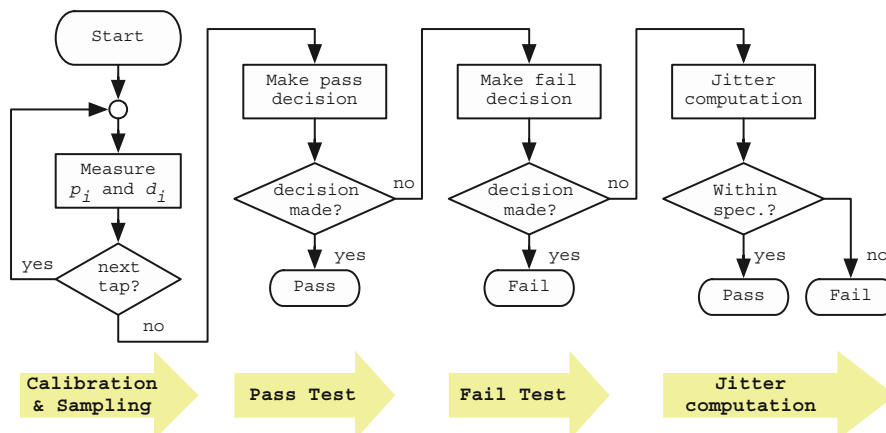 Start
Measure
p_i and d_i
next
tap?
yes
no
Make pass
decision
decision
made?
no
yes
Pass
Make fail
decision
decision
made?
no
yes
Fail
Jitter
computation
Within
spec.?
yes
no
Pass
Fail
Calibration
& Sampling
Pass Test
Fail Test
Jitter
computation